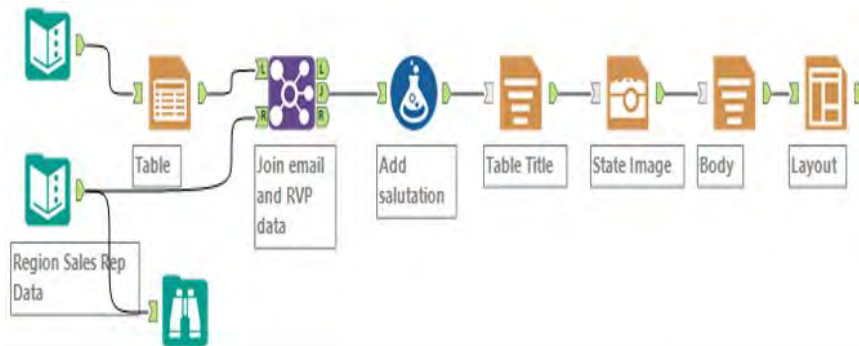 L
L
J
R
R
Table
Join email
and RVP
data
Add
salutation
Table Title
State Image
Body
Layout
Region Sales Rep
Data